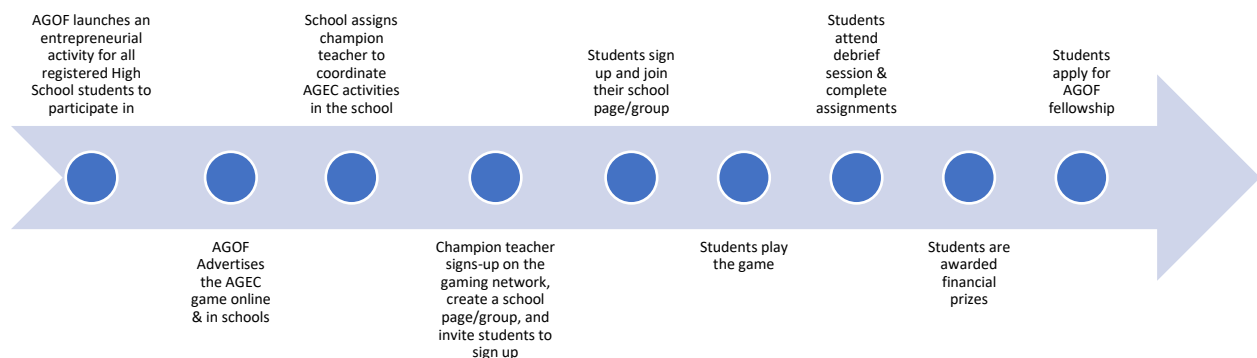 AGOF launches an
entrepreneurial
activity for all
registered High
School students to
participate in
AGOF
Advertises
the AGEC
game online
& in schools
School assigns
champion
teacher to
coordinate
AGEC activities
in the school
Champion teacher
signs-up on the
gaming network,
create a school
page/group, and
invite students to
sign up
Students sign
up and join
their school
page/group
Students play
the game
Students
attend
debrief
session &
complete
assignments
Students are
awarded
financial
prizes
Students
apply for
AGOF
fellowship